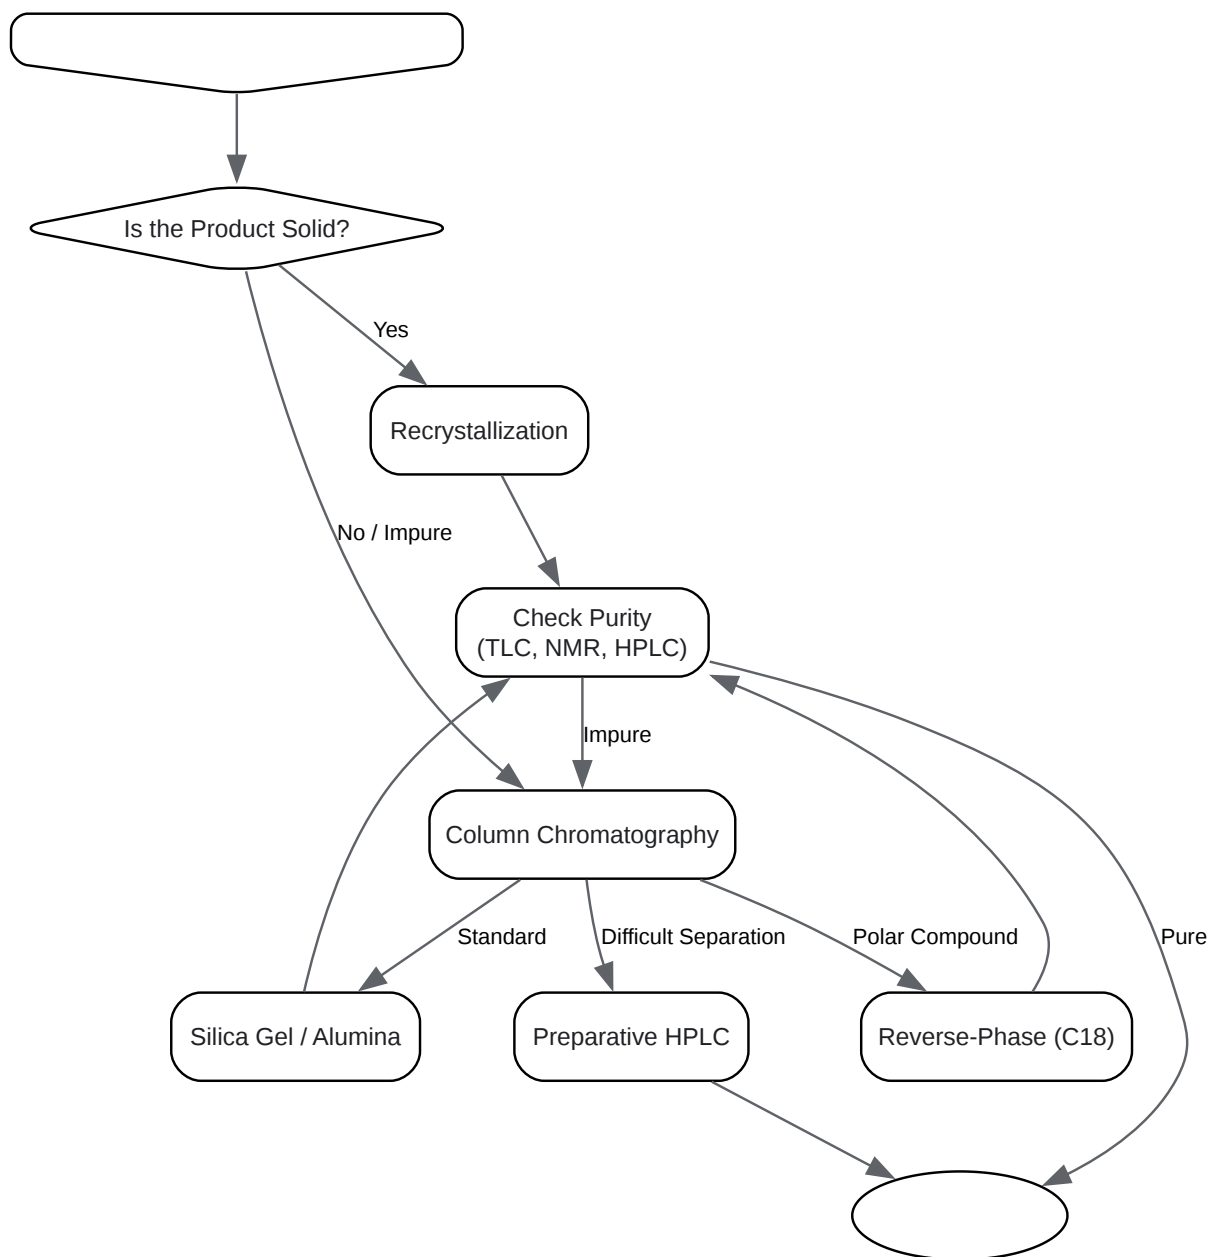 Is the Product Solid?
Yes
Recrystallization
No / Impure
Check Purity
(TLC, NMR, HPLC)
Impure
Column Chromatography
Standard
Difficult Separation
Polar Compound
Pure
Silica Gel / Alumina
Preparative HPLC
Reverse-Phase (C18)